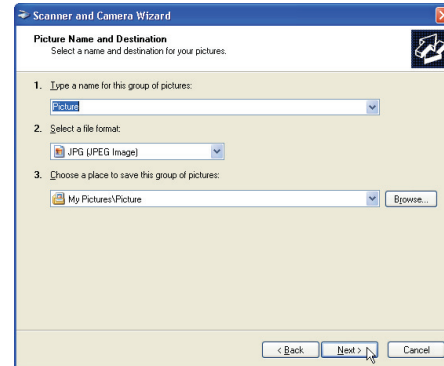 Scanner and Camera Wizard
Picture Name and Destination
Select a name and destination for your pictures.
1. Type a name for this group of pictures:
Picture
2. Select a file format:
JPG (JPEG Image)
3. Choose a place to save this group of pictures:
My Pictures\Picture
Browse...
< Back
Next >
Cancel